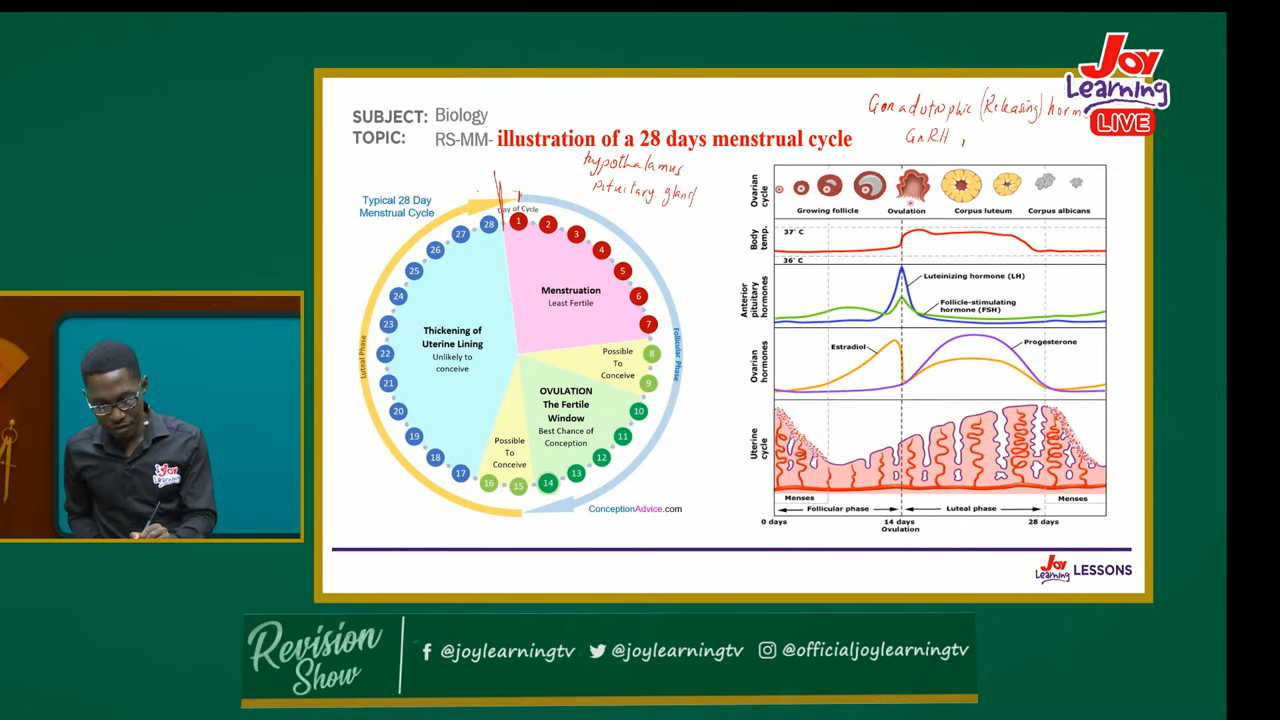 Joy
Learning
LIVE
SUBJECT: Biology
TOPIC: RS-MM- illustration of a 28 days menstrual cycle
Gonadotrophic (Releasing) horm
GnRH ,
hypothalamus
pituitary gland
Typical 28 Day
Menstrual Cycle
Day of Cycle
1
2
3
4
5
6
7
8
9
10
11
12
13
14
15
16
17
18
19
20
21
22
23
24
25
26
27
28
Menstruation
Least Fertile
Possible
To
Conceive
OVULATION
The Fertile
Window
Best Chance of
Conception
Possible
To
Conceive
Thickening of
Uterine Lining
Unlikely to
conceive
Luteal Phase
Follicular Phase
ConceptionAdvice.com
Ovarian
cycle
Growing follicle
Ovulation
Corpus luteum
Corpus albicans
Body
temp.
37°C
36°C
Anterior
pituitary
hormones
Luteinizing hormone (LH)
Follicle-stimulating
hormone (FSH)
Ovarian
hormones
Estradiol
Progesterone
Uterine
cycle
Menses
Menses
Follicular phase
Luteal phase
0 days
14 days
Ovulation
28 days
Joy
Learning LESSONS
Joy
Learning
Revision
Show
@joylearningtv
@joylearningtv
@officialjoylearningtv